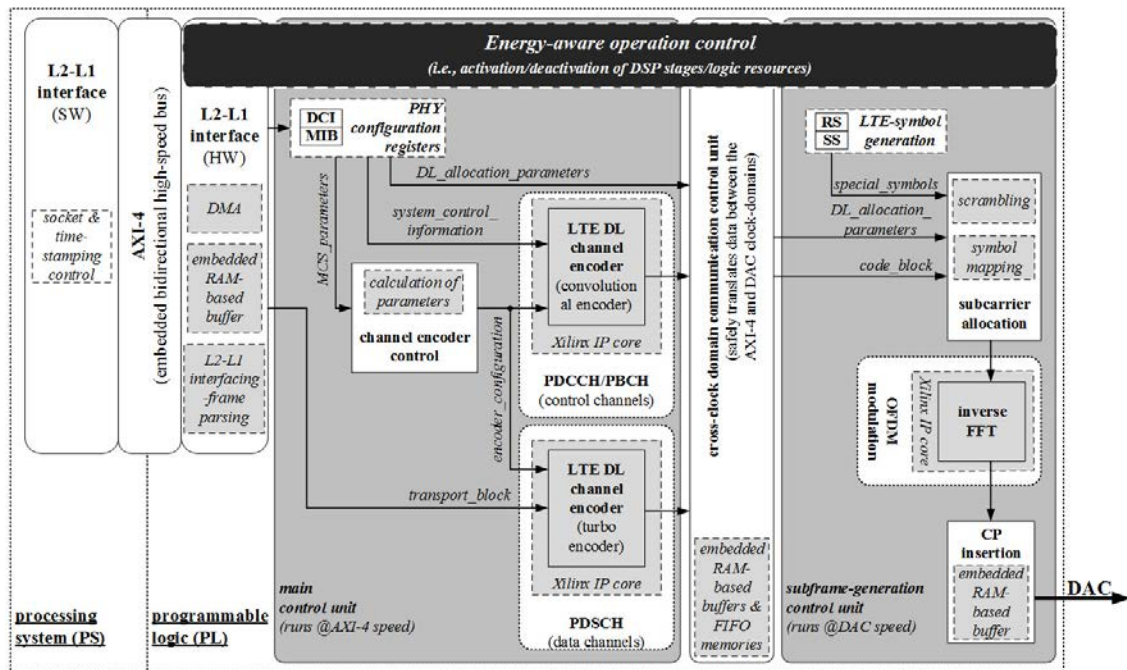 Energy-aware operation control
(i.e., activation/deactivation of DSP stages/logic resources)
L2-L1
interface
(SW)
socket &
time-
stamping
control
AXI-4
(embedded bidirectional high-speed bus)
L2-L1
interface
(HW)
DMA
embedded
RAM-
based
buffer
L2-L1
interfacing
-frame
parsing
DCI
MIB
PHY
configuration
registers
DL_allocation_parameters
MCS_parameters
system_control_
information
calculation of
parameters
channel encoder
control
encoder_configuration
transport_block
LTE DL
channel
encoder
(convolution
al encoder)
Xilinx IP core
PDCCH/PBCH
(control channels)
LTE DL
channel
encoder
(turbo
encoder)
Xilinx IP core
PDSCH
(data channels)
main
control unit
(runs @AXI-4 speed)
cross-clock domain communication control unit
(safely translates data between the
AXI-4 and DAC clock-domains)
embedded
RAM-
based
buffers &
FIFO
memories
RS
SS
LTE-symbol
generation
special_symbols
DL_allocation_
parameters
code_block
scrambling
symbol
mapping
subcarrier
allocation
OFDM
modulation
Xilinx IP core
inverse
FFT
CP
insertion
embedded
RAM-
based
buffer
DAC
subframe-generation
control unit
(runs @DAC speed)
processing
system (PS)
programmable
logic (PL)